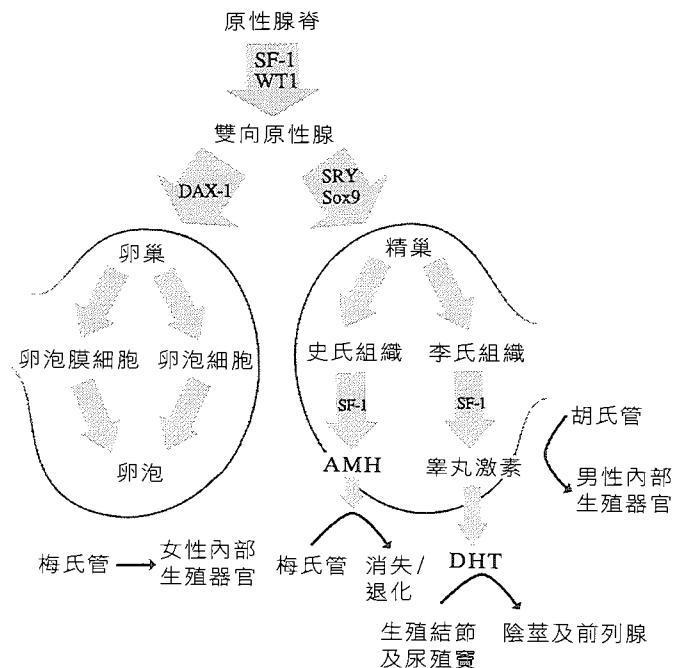 原性腺脊
SF-1
WT1
雙向原性腺
DAX-1
SRY
Sox9
卵巢
精巢
卵泡膜細胞
卵泡細胞
史氏組織
李氏組織
SF-1
SF-1
胡氏管
卵泡
AMH
睾丸激素
男性內部
生殖器官
梅氏管
女性內部
生殖器官
梅氏管
消失/
退化
DHT
生殖結節
及尿殖竇
陰莖及前列腺